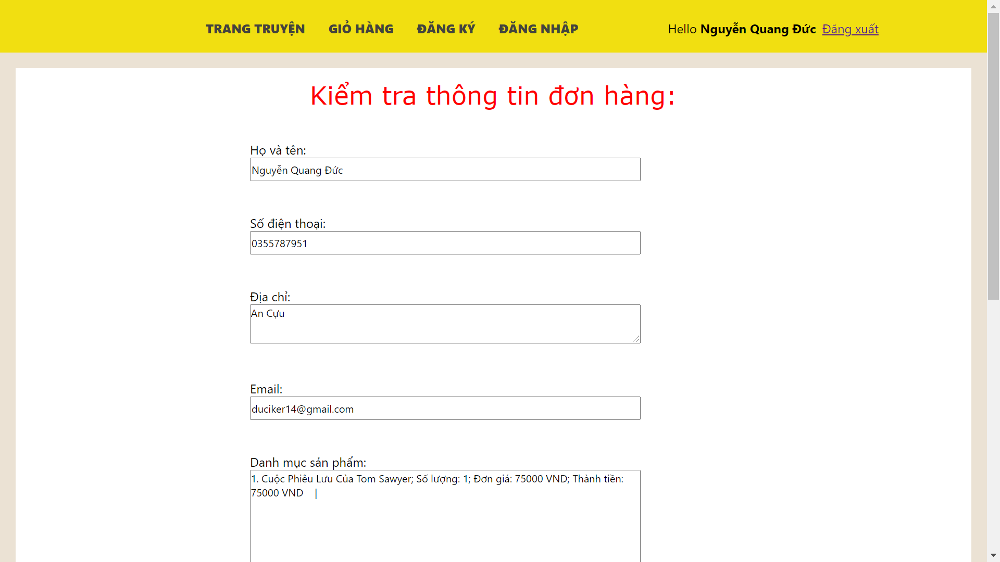 TRANG TRUYỆN GIỎ HÀNG ĐĂNG KÝ ĐĂNG NHẬP Hello Nguyễn Quang Đức Đăng xuất
Kiểm tra thông tin đơn hàng:
Họ và tên:
Nguyễn Quang Đức
Số điện thoại:
0355787951
Địa chỉ:
An Cựu
Email:
duciker14@gmail.com
Danh mục sản phẩm:
1. Cuộc Phiêu Lưu Của Tom Sawyer; Số lượng: 1; Đơn giá: 75000 VND; Thành tiền:
75000 VND |